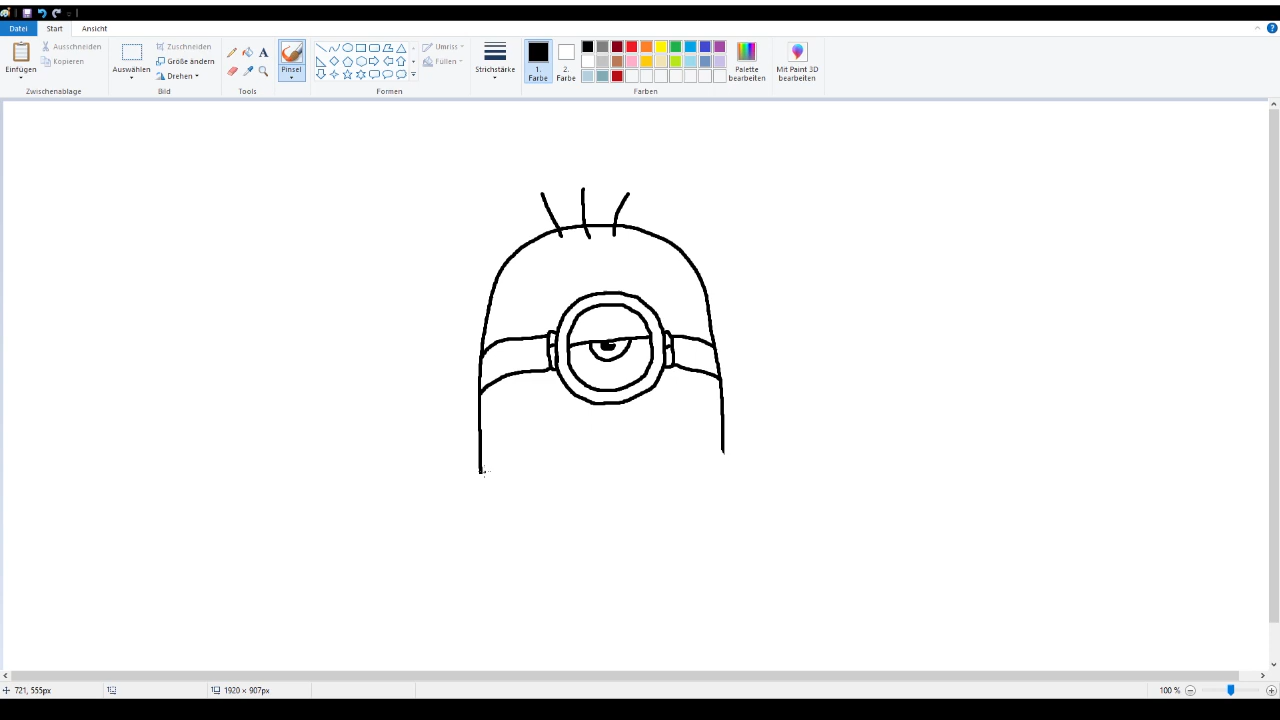 Datei Start Ansicht
Einfügen
Ausschneiden
Kopieren
Zwischenablage
Auswählen
Zuschneiden
Größe ändern
Drehen
Bild
A
Tools
Pinsel
Umriss
Füllen
Formen
Strichstärke
1.
Farbe
2.
Farbe
Palette
bearbeiten
Farben
Mit Paint 3D
bearbeiten
721, 555px
1920 × 907px
100 %